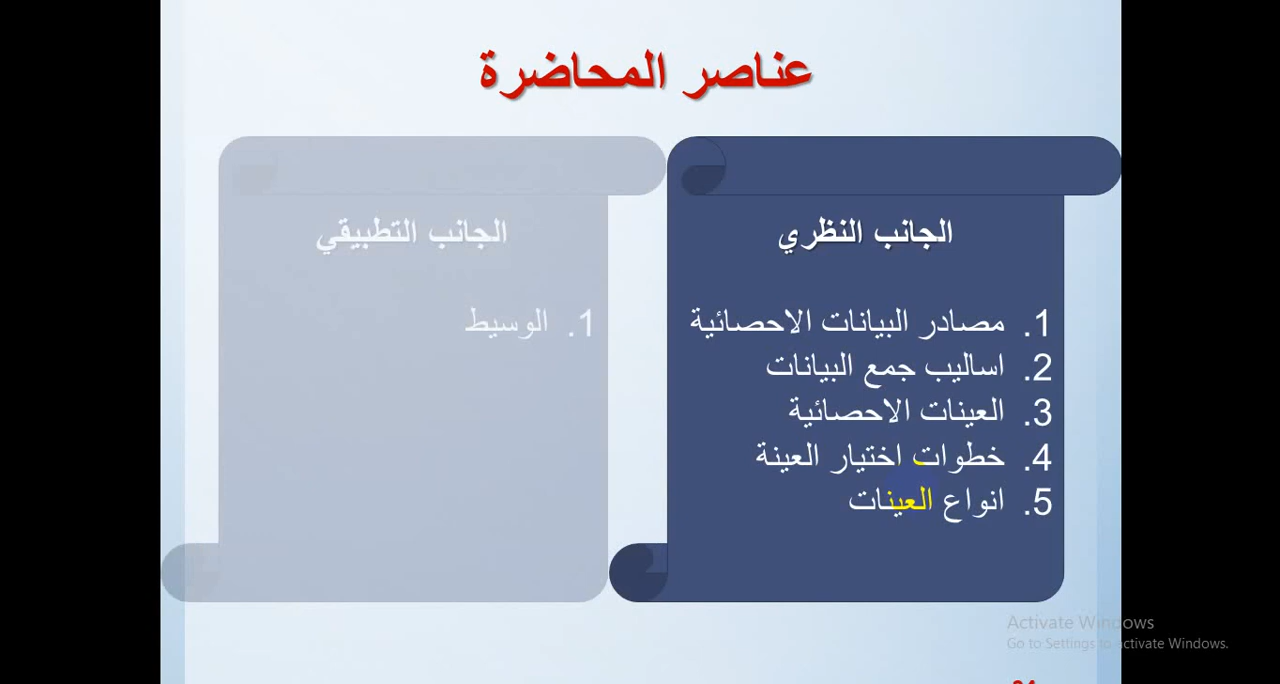 عناصر المحاضرة
الجانب النظري
1. مصادر البيانات الاحصائية
2. اساليب جمع البيانات
3. العينات الاحصائية
4. خطوات اختيار العينة
5. انواع العينات
الجانب التطبيقي
1. الوسيط
Activate Windows
Go to Settings to activate Windows.